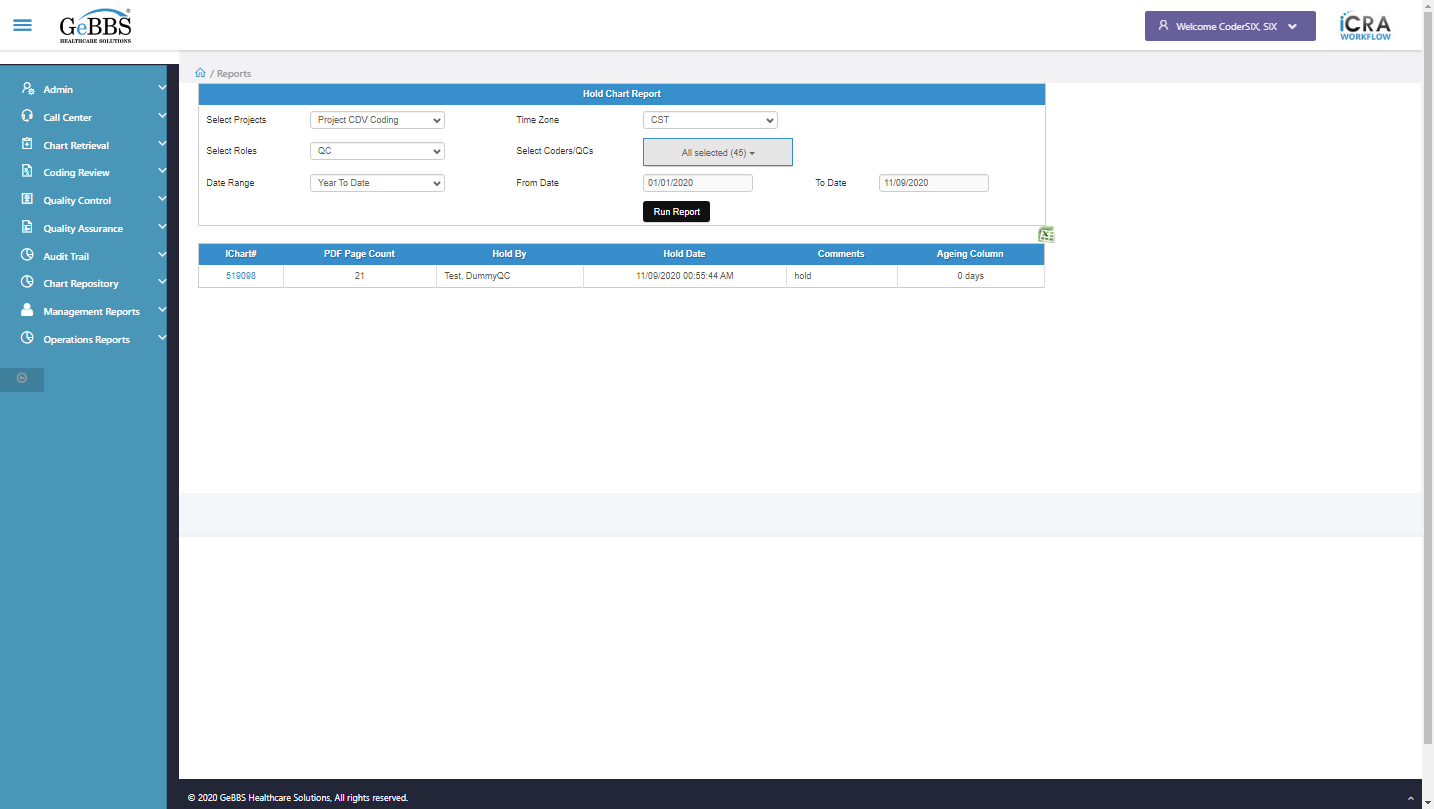 GeBBS®
HEALTHCARE SOLUTIONS
Welcome CoderSIX, SIX
iCRA
WORKFLOW
Admin
Call Center
Chart Retrieval
Coding Review
Quality Control
Quality Assurance
Audit Trail
Chart Repository
Management Reports
Operations Reports
/ Reports
Hold Chart Report
Select Projects Project CDV Coding Time Zone CST
Select Roles QC Select Coders/QCs All selected (45)
Date Range Year To Date From Date 01/01/2020 To Date 11/09/2020
Run Report
IChart# PDF Page Count Hold By Hold Date Comments Ageing Column
519098 21 Test, DummyQC 11/09/2020 00:55:44 AM hold 0 days
© 2020 GeBBS Healthcare Solutions, All rights reserved.